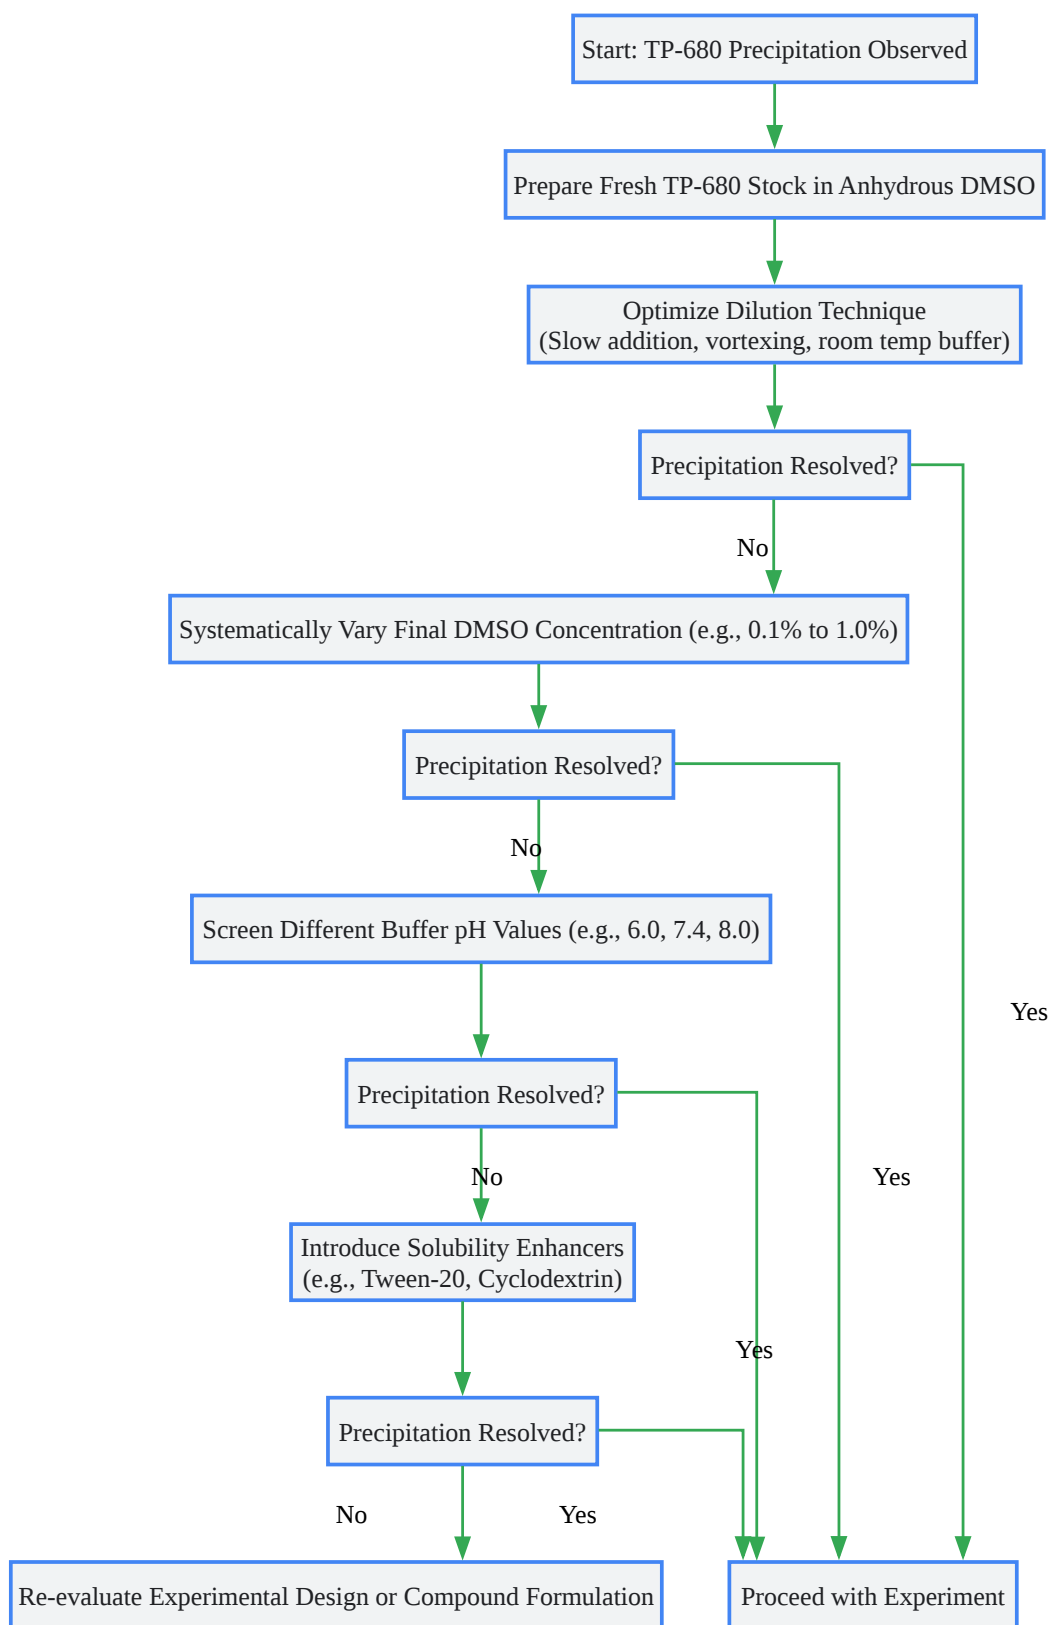 Start: TP-680 Precipitation Observed
Prepare Fresh TP-680 Stock in Anhydrous DMSO
Optimize Dilution Technique
(Slow addition, vortexing, room temp buffer)
Precipitation Resolved?
No
Systematically Vary Final DMSO Concentration (e.g., 0.1% to 1.0%)
Precipitation Resolved?
No
Screen Different Buffer pH Values (e.g., 6.0, 7.4, 8.0)
Yes
Precipitation Resolved?
No
Yes
Introduce Solubility Enhancers
(e.g., Tween-20, Cyclodextrin)
Yes
Precipitation Resolved?
No
Yes
Re-evaluate Experimental Design or Compound Formulation
Proceed with Experiment